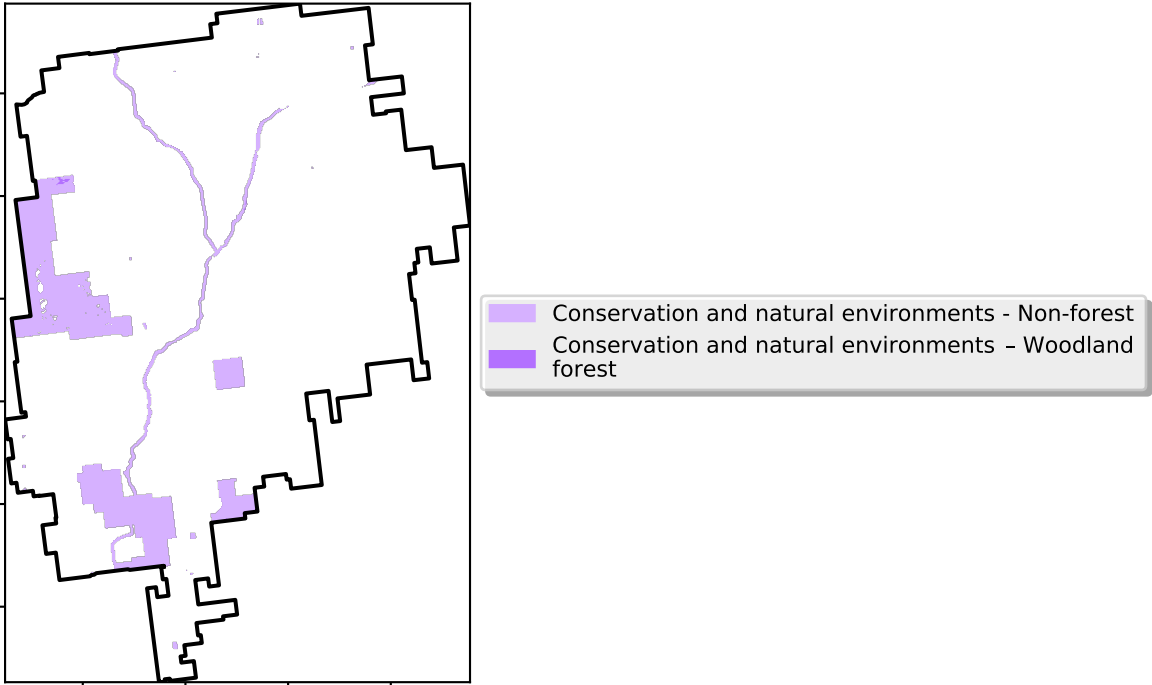 Conservation and natural environments - Non-forest
Conservation and natural environments – Woodland
forest